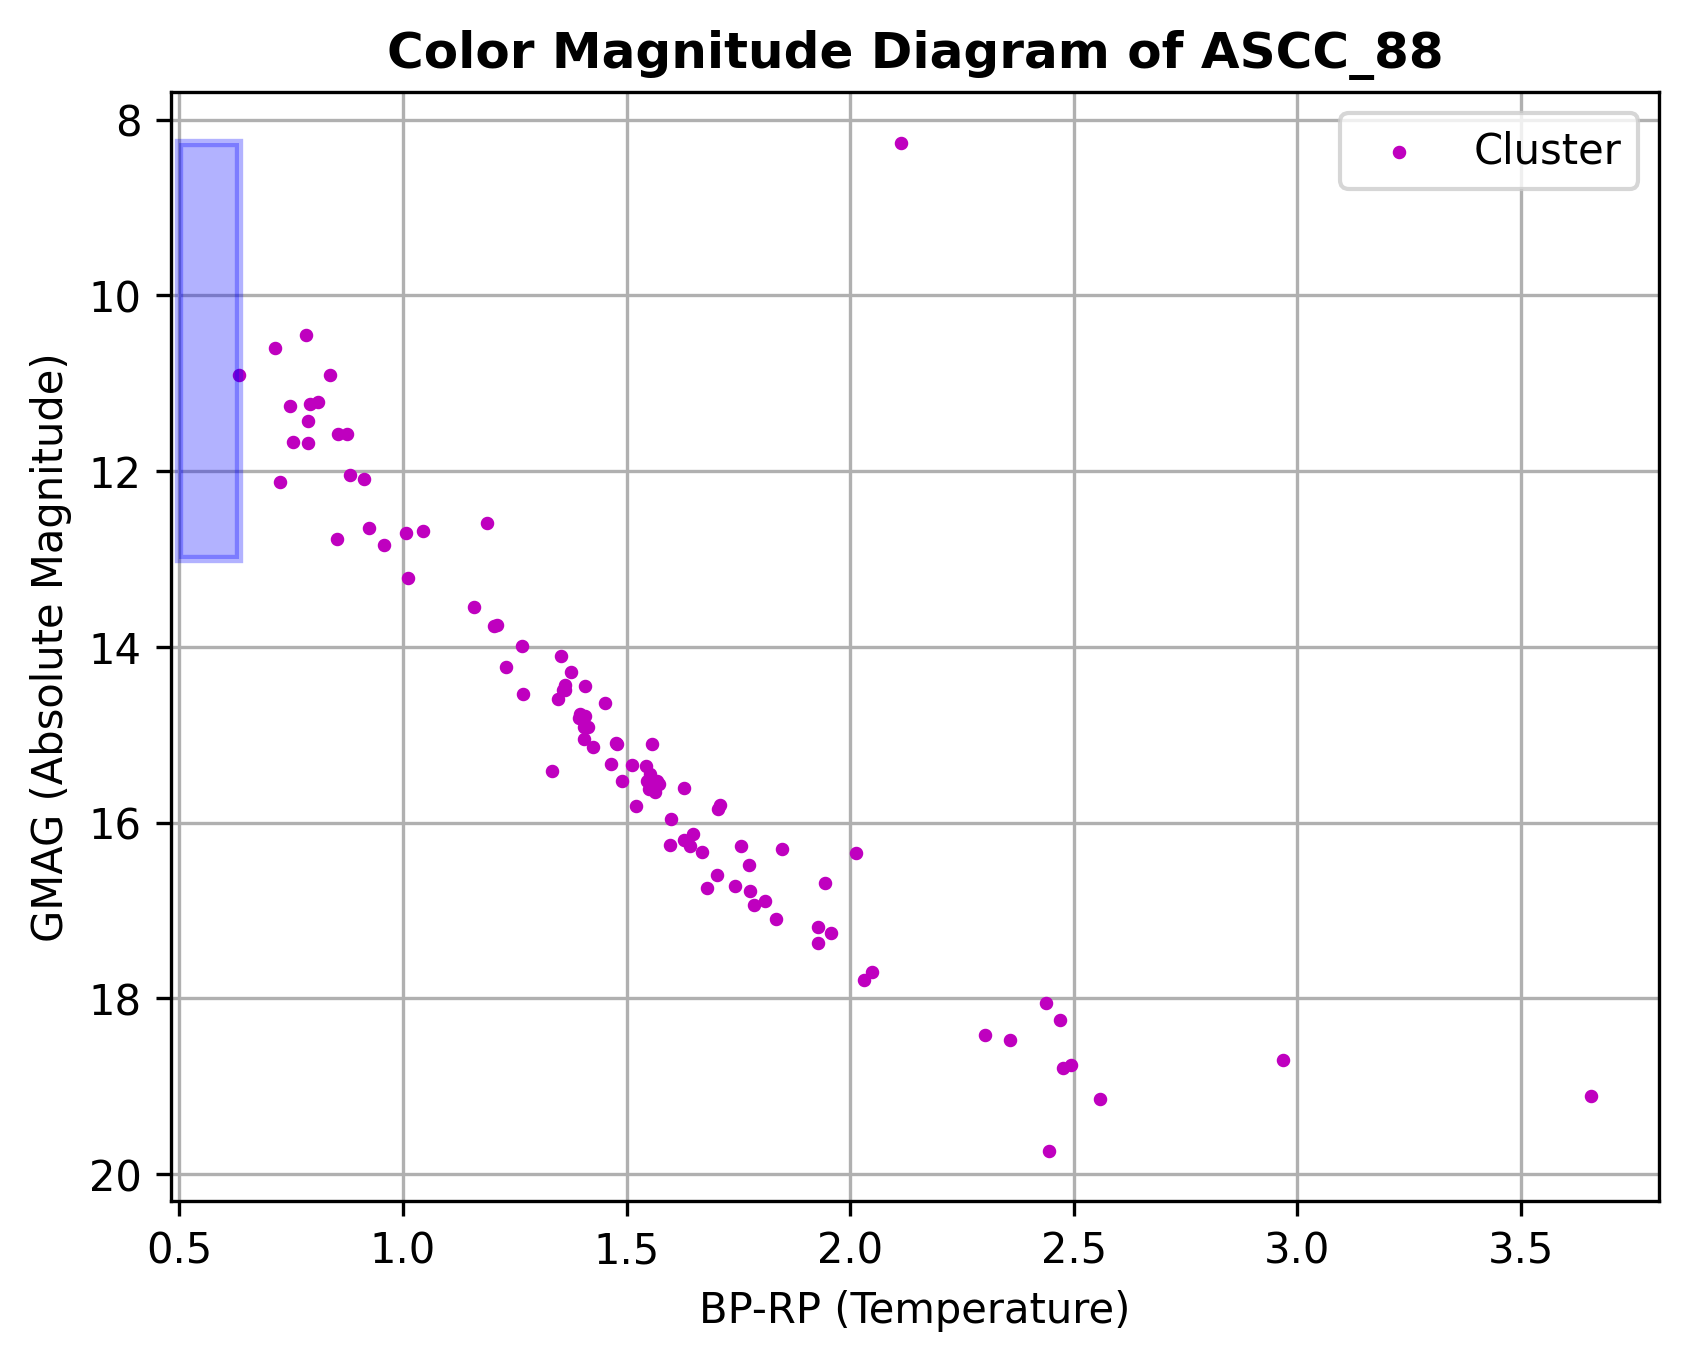 Color Magnitude Diagram of ASCC_88
Cluster
GMAG (Absolute Magnitude)
8
10
12
14
16
18
20
0.5 1.0 1.5 2.0 2.5 3.0 3.5
BP-RP (Temperature)